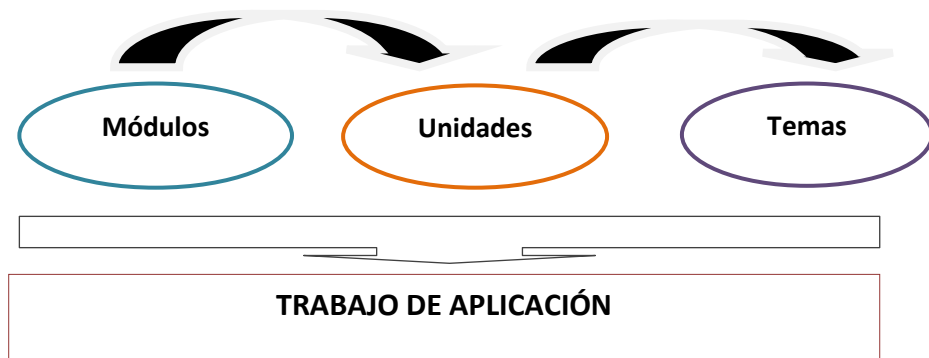 Módulos
Unidades
Temas
TRABAJO DE APLICACIÓN